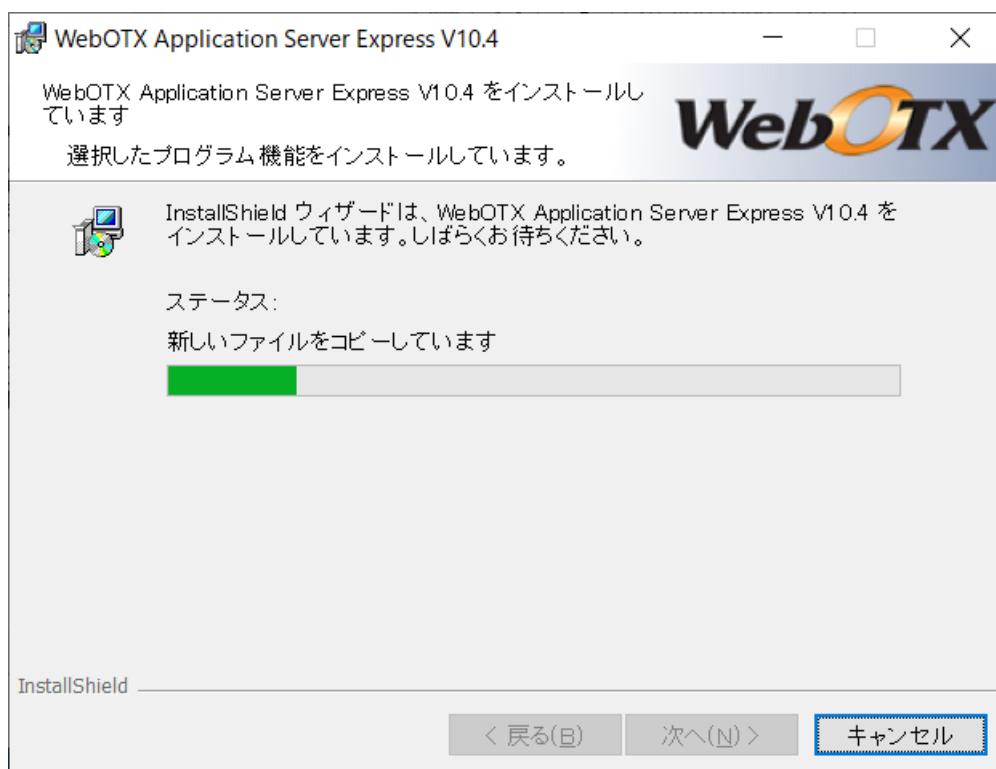 WebOTX Application Server Express V10.4
WebOTX Application Server Express V10.4 をインストールし
ています
WebOTX
選択したプログラム機能をインストールしています。
InstallShield ウィザードは、WebOTX Application Server Express V10.4 を
インストールしています。しばらくお待ちください。
ステータス:
新しいファイルをコピーしています
InstallShield
< 戻る(B)
次へ(N) >
キャンセル